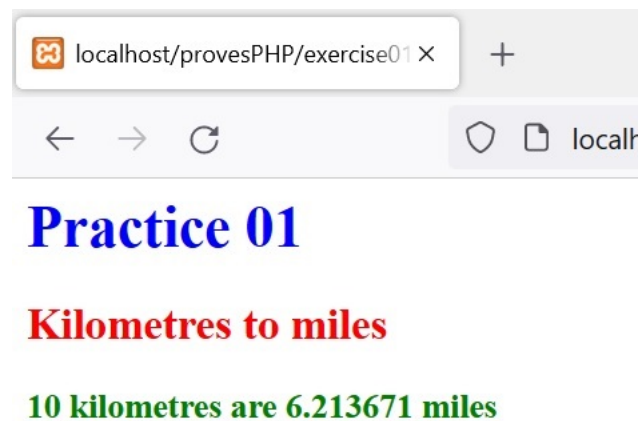 localhost/provesPHP/exercise01
localh
Practice 01
Kilometres to miles
10 kilometres are 6.213671 miles